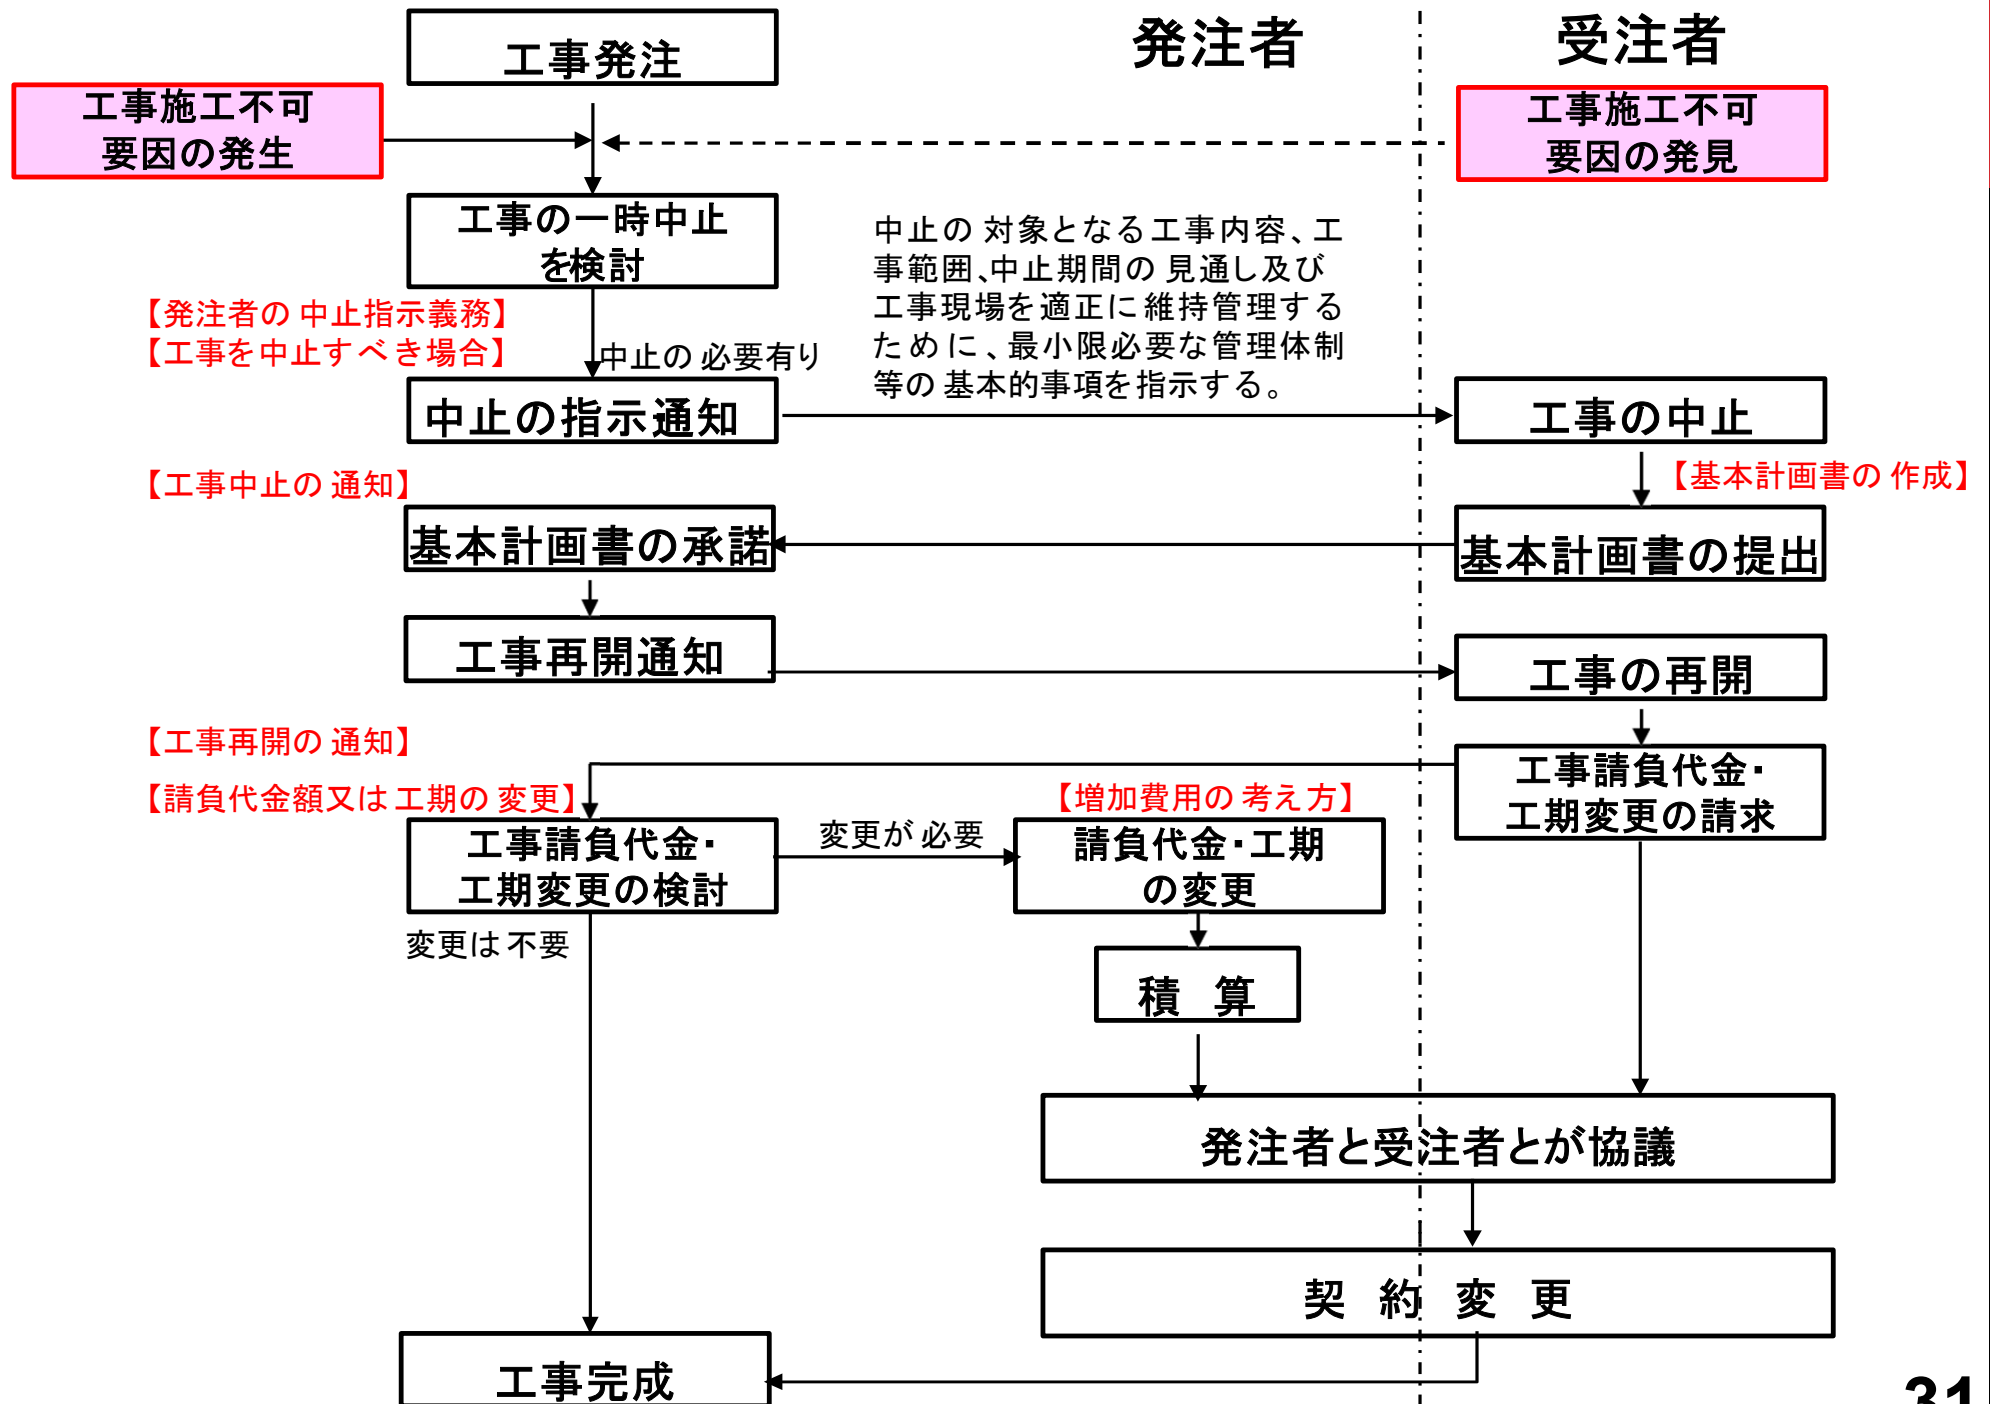 工事発注
発注者
受注者
工事施工不可
要因の発生
工事施工不可
要因の発見
工事の一時中止
を検討
中止の対象となる工事内容、工
事範囲、中止期間の見通し及び
工事現場を適正に維持管理する
ために、最小限必要な管理体制
等の基本的事項を指示する。
【発注者の中止指示義務】
【工事を中止すべき場合】
中止の必要有り
中止の指示通知
工事の中止
【工事中止の通知】
【基本計画書の作成】
基本計画書の承諾
基本計画書の提出
工事再開通知
工事の再開
【工事再開の通知】
【請負代金額又は工期の変更】
【増加費用の考え方】
工事請負代金・
工期変更の請求
工事請負代金・
工期変更の検討
変更が必要
請負代金・工期
の変更
変更は不要
積 算
発注者と受注者とが協議
契 約 変 更
工事完成
31